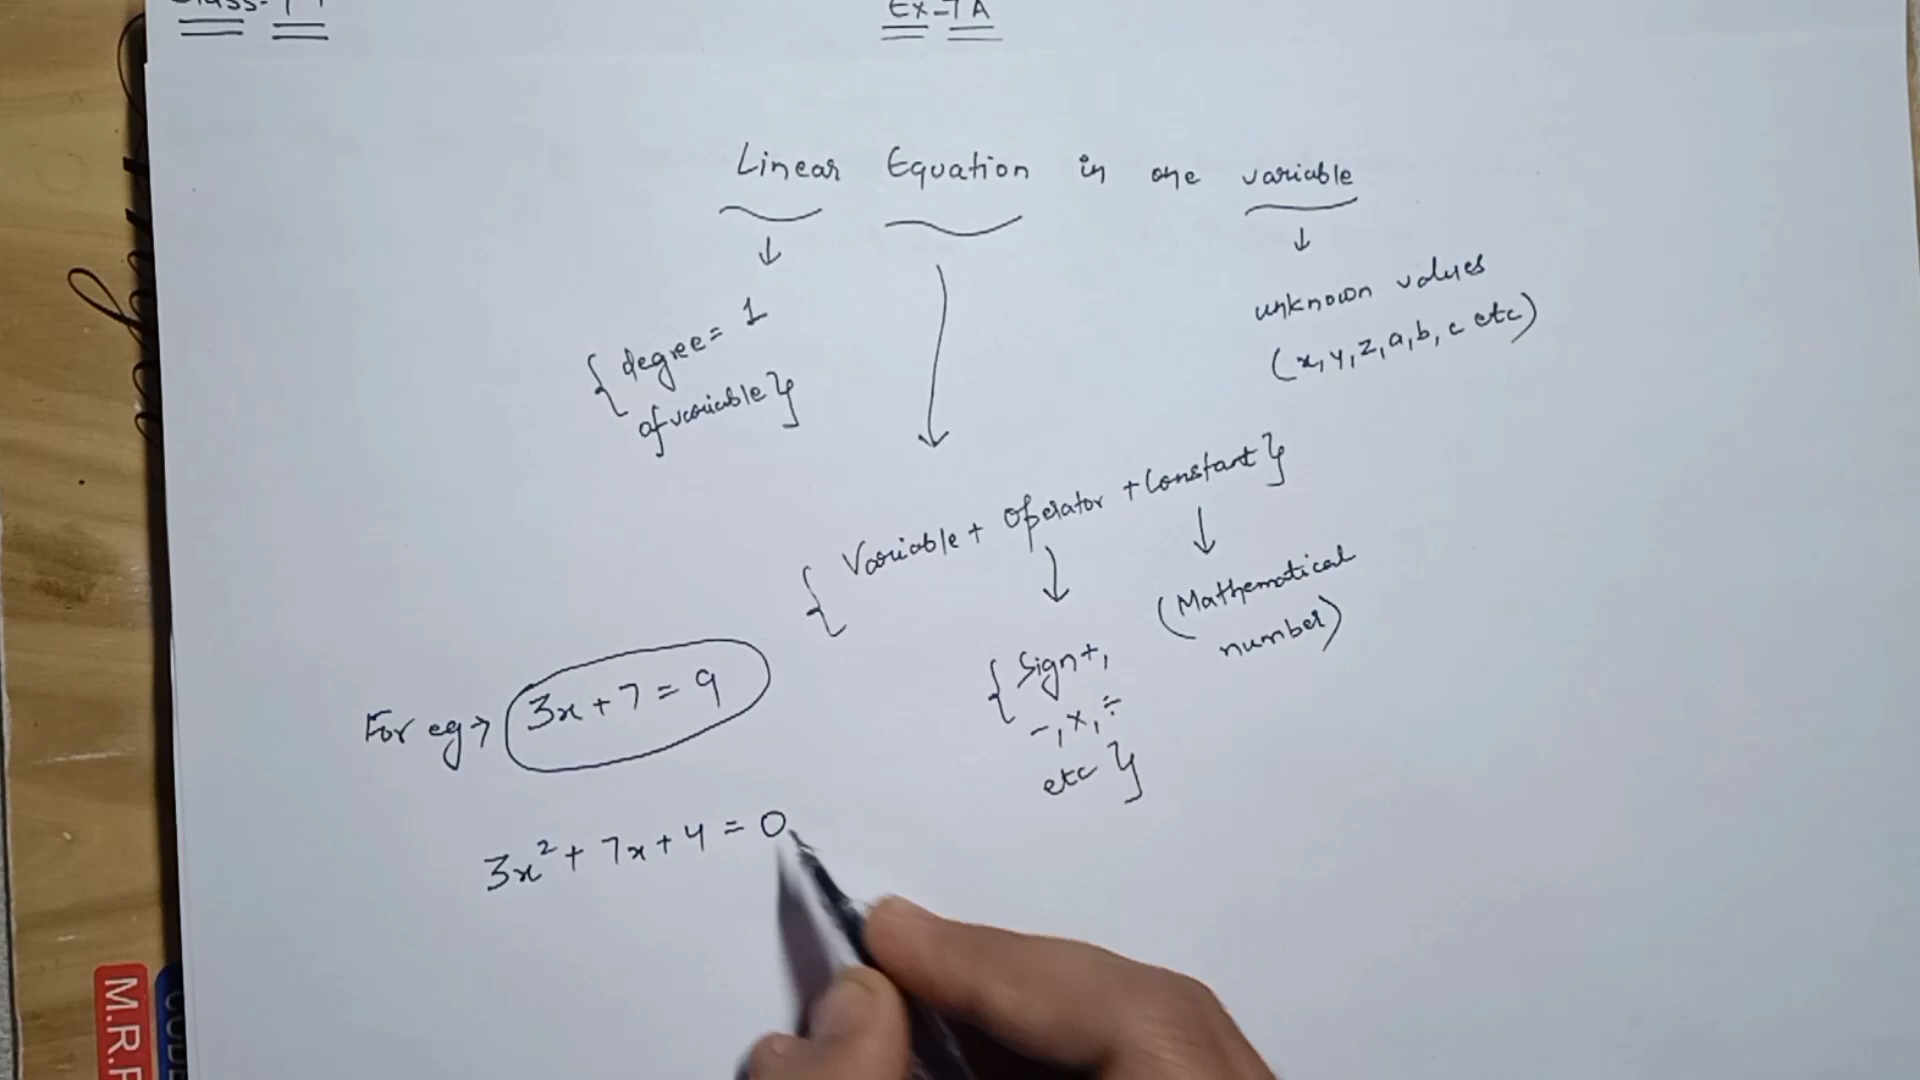 Ex-7A
Linear Equation in one variable
{ degree = 1
of variable }
unknown values
(x, y, z, a, b, c etc)
{ Variable + Operator + Constant }
(Mathematical
number)
{ Sign +,
-, x, ÷
etc }
For eg → 3x + 7 = 9
3x² + 7x + 4 = 0
M.R.P